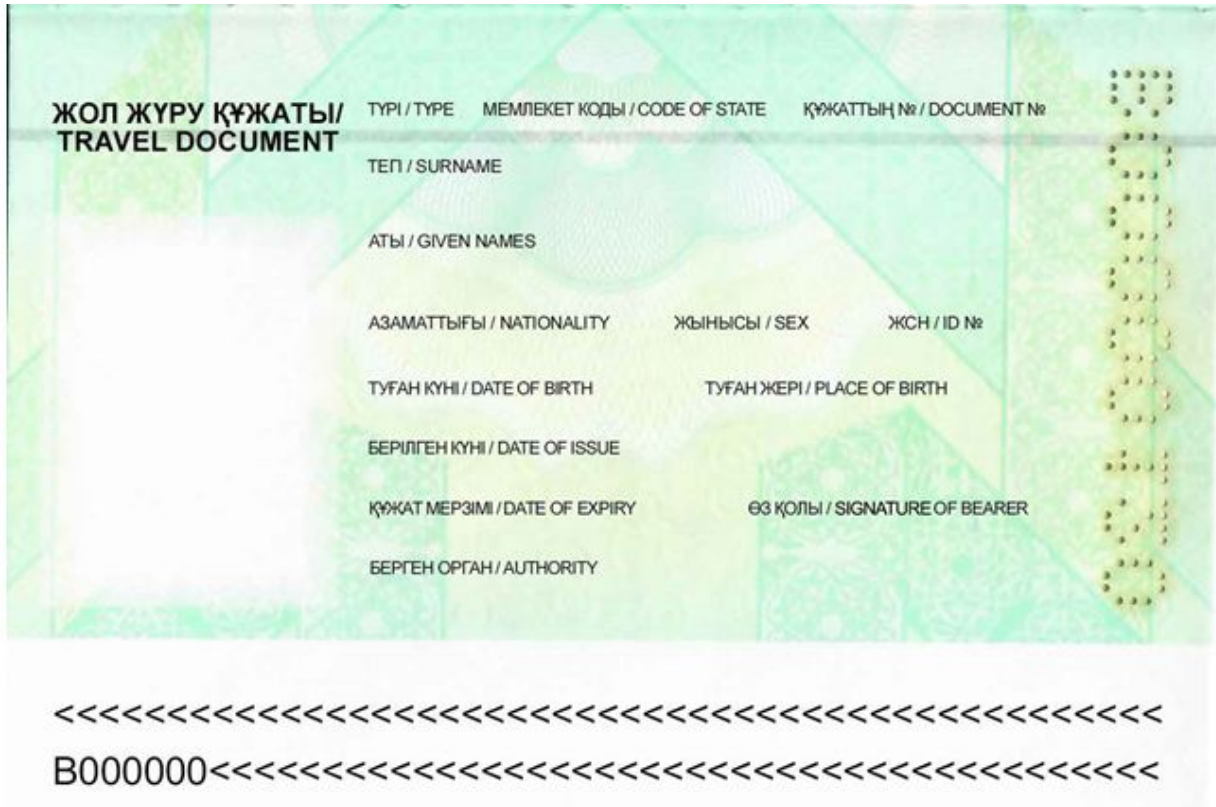 ЖОЛ ЖҮРУ ҚҰЖАТЫ/
TRAVEL DOCUMENT
ТҮРІ / TYPE МЕМЛЕКЕТ КОДЫ / CODE OF STATE ҚҰЖАТТЫҢ № / DOCUMENT №
ТЕГІ / SURNAME
АТЫ / GIVEN NAMES
АЗАМАТТЫҒЫ / NATIONALITY ЖЫНЫСЫ / SEX ЖСН / ID №
ТУҒАН КҮНІ / DATE OF BIRTH ТУҒАН ЖЕРІ / PLACE OF BIRTH
БЕРІЛГЕН КҮНІ / DATE OF ISSUE
ҚҰЖАТ МЕРЗІМІ / DATE OF EXPIRY ӨЗ ҚОЛЫ / SIGNATURE OF BEARER
БЕРГЕН ОРГАН / AUTHORITY
<<<<<<<<<<<<<<<<<<<<<<<<<<<<<<<<<<<<<<<<<<<<<<<<<
B000000<<<<<<<<<<<<<<<<<<<<<<<<<<<<<<<<<<<<<<<<<<